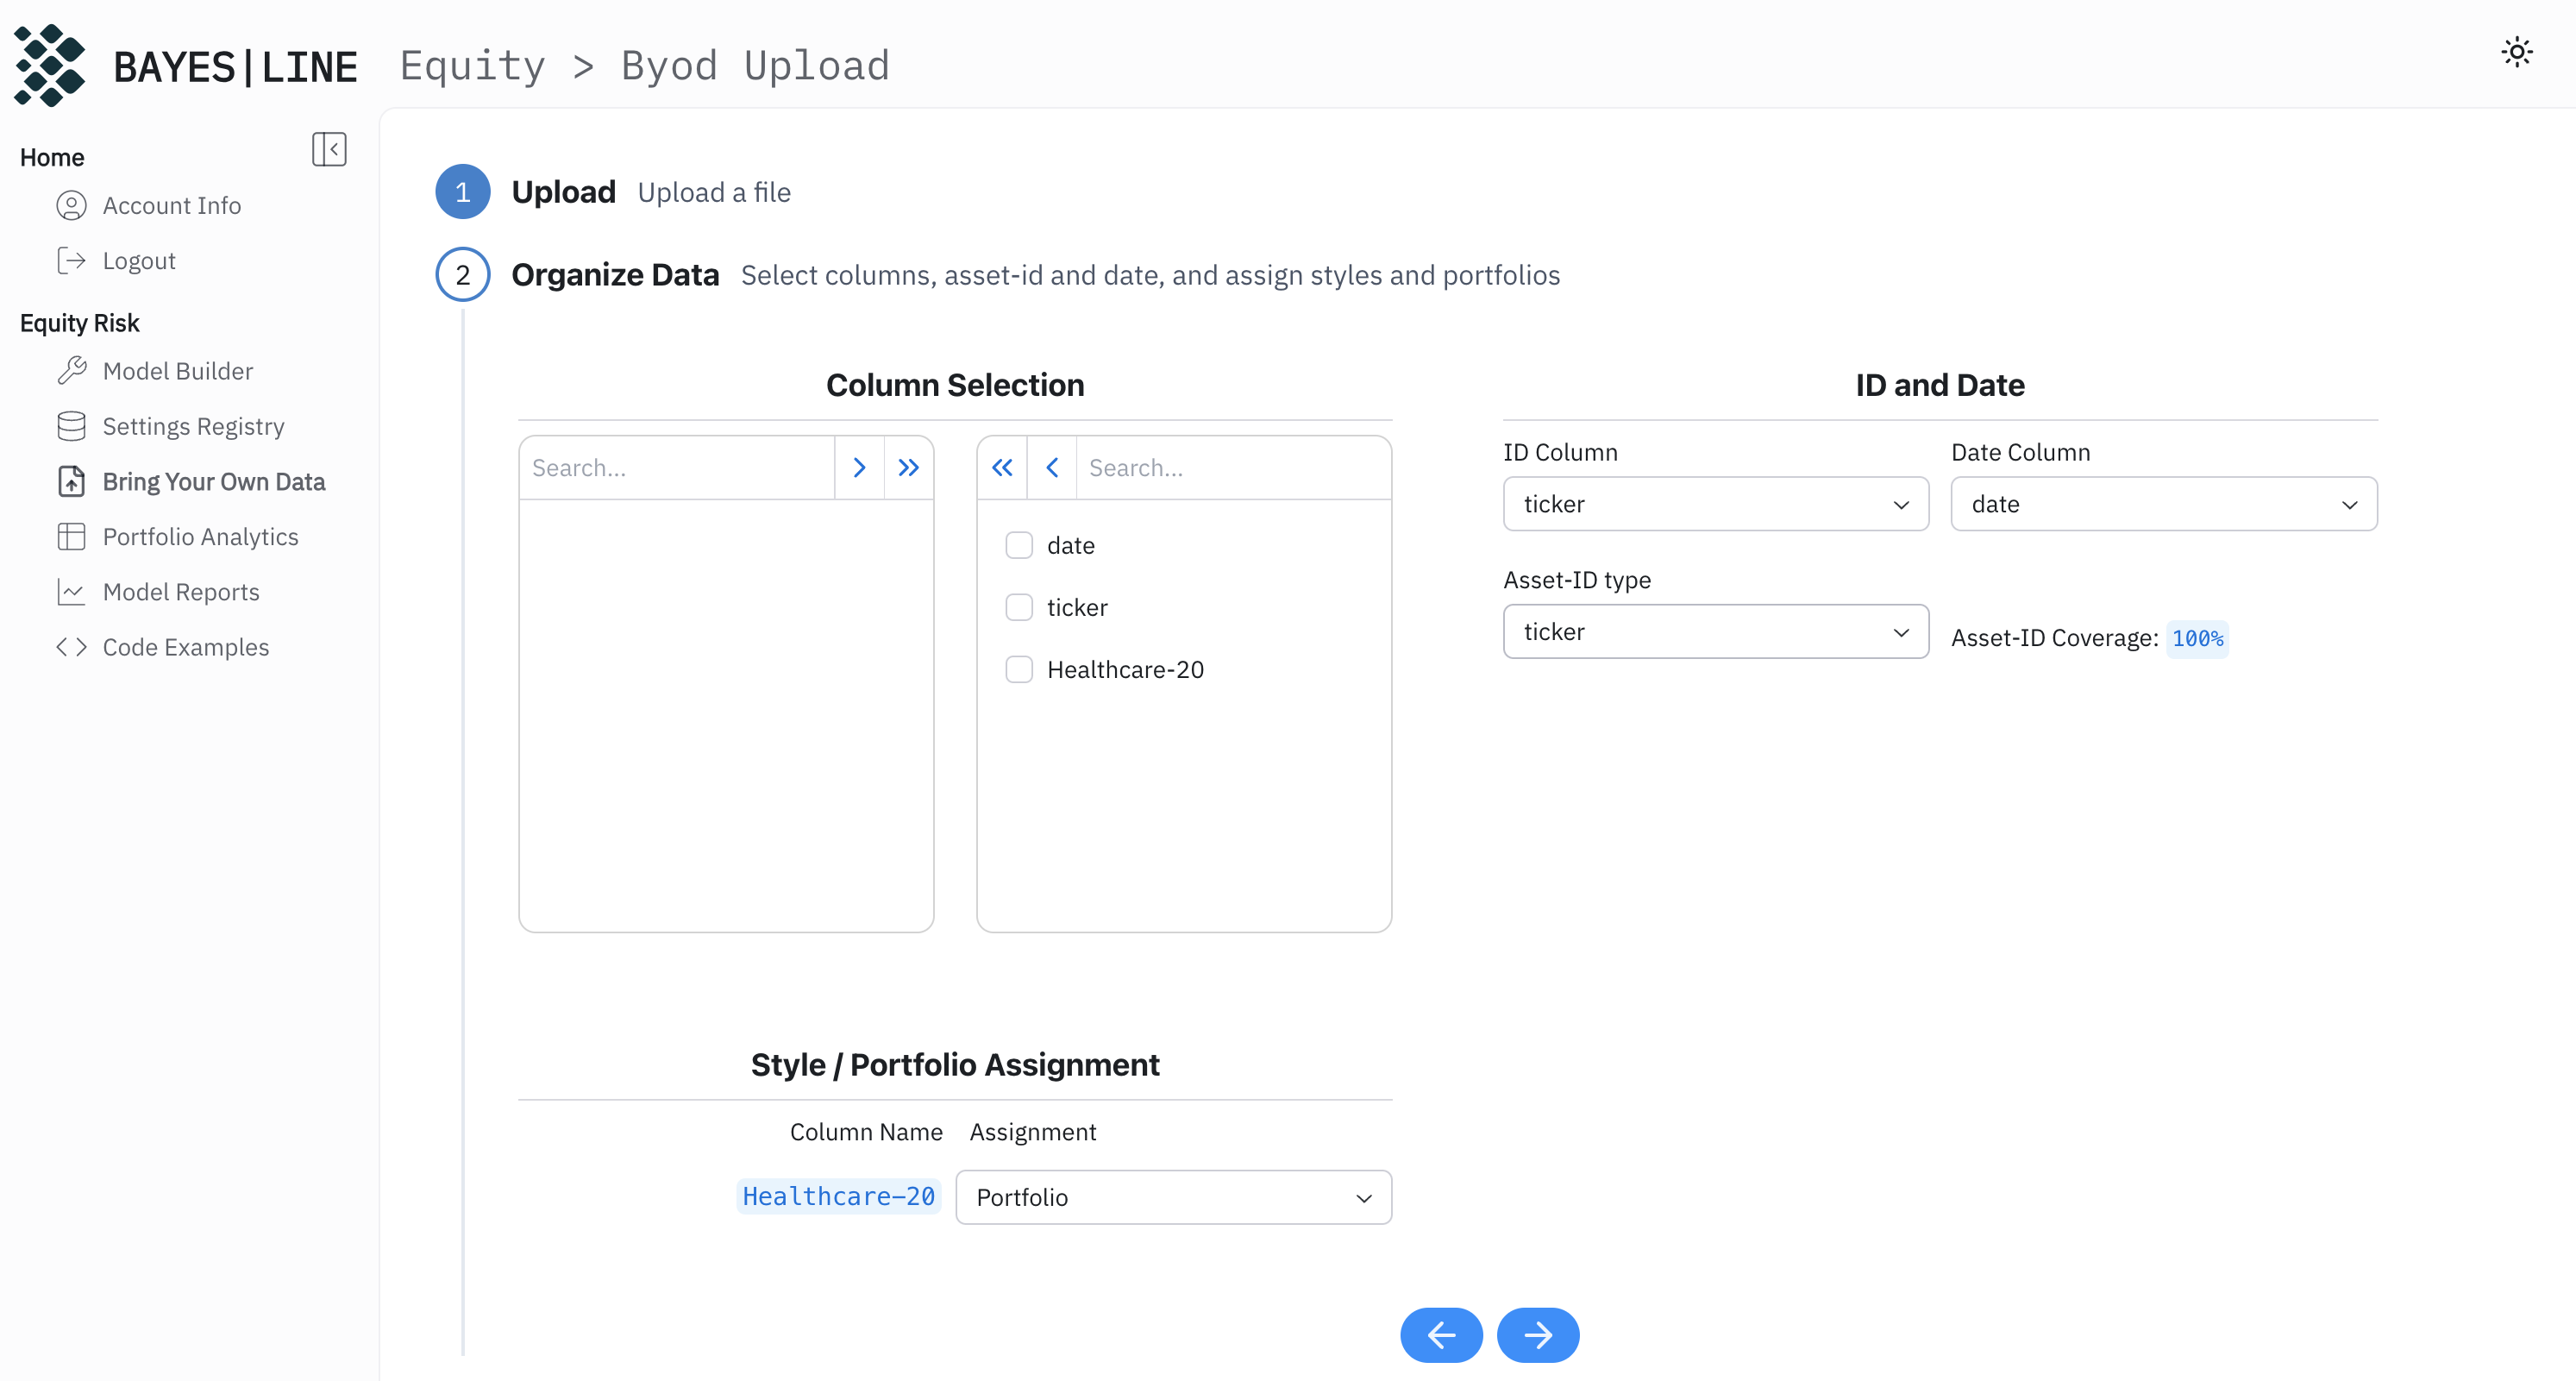 BAYES|LINE
Equity > Byod Upload
Home
Account Info
Logout
Equity Risk
Model Builder
Settings Registry
Bring Your Own Data
Portfolio Analytics
Model Reports
Code Examples
1 Upload Upload a file
2 Organize Data Select columns, asset-id and date, and assign styles and portfolios
Column Selection
Search...
Search...
date
ticker
Healthcare-20
ID and Date
ID Column
Date Column
ticker
date
Asset-ID type
ticker
Asset-ID Coverage: 100%
Style / Portfolio Assignment
Column Name Assignment
Healthcare-20 Portfolio